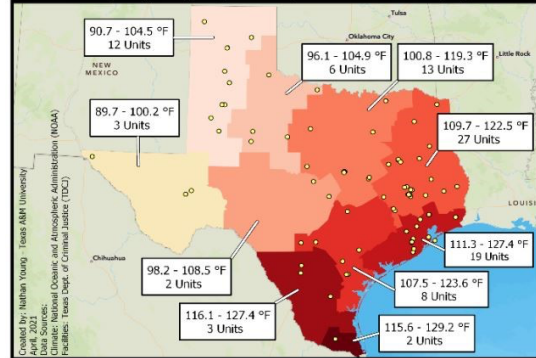 Tulsa
90.7 - 104.5 °F
12 Units
Oklahoma City
96.1 - 104.9 °F
6 Units
100.8 - 119.3 °F
13 Units
Little Rock
NEW
MEXICO
89.7 - 100.2 °F
3 Units
109.7 - 122.5 °F
27 Units
LOUISI
111.3 - 127.4 °F
19 Units
98.2 - 108.5 °F
2 Units
107.5 - 123.6 °F
8 Units
116.1 - 127.4 °F
3 Units
115.6 - 129.2 °F
2 Units
Chihuahua
Created by: Nathan Young - Texas A&M University
April, 2021
Data Sources:
Climate: National Oceanic and Atmospheric Administration (NOAA)
Facilities: Texas Dept. of Criminal Justice (TDCJ)